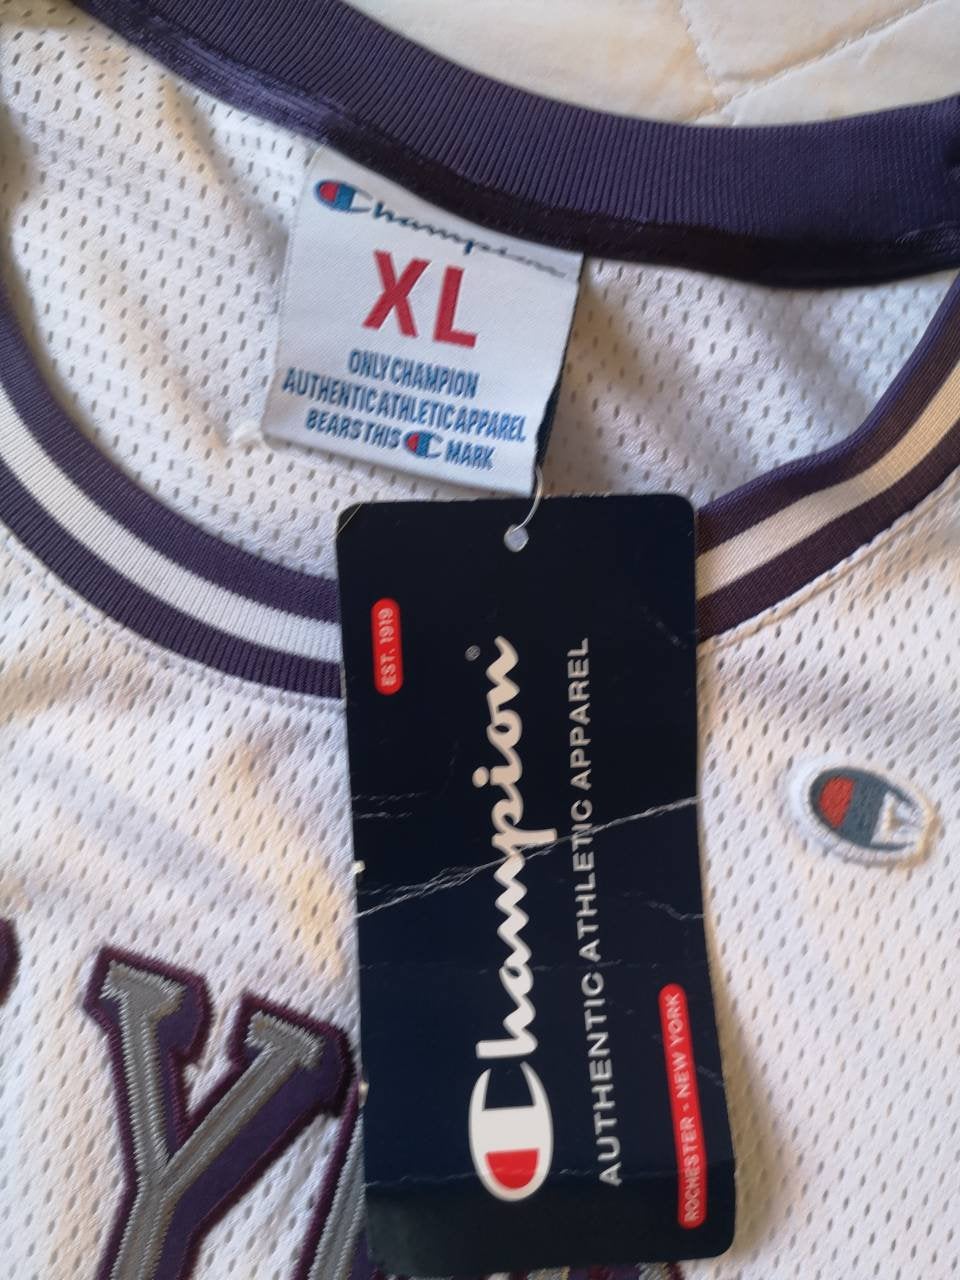 Champion
XL
ONLY CHAMPION
AUTHENTIC ATHLETIC APPAREL
BEARS THIS C MARK
EST. 1919
Champion®
AUTHENTIC ATHLETIC APPAREL
ROCHESTER - NEW YORK
Y